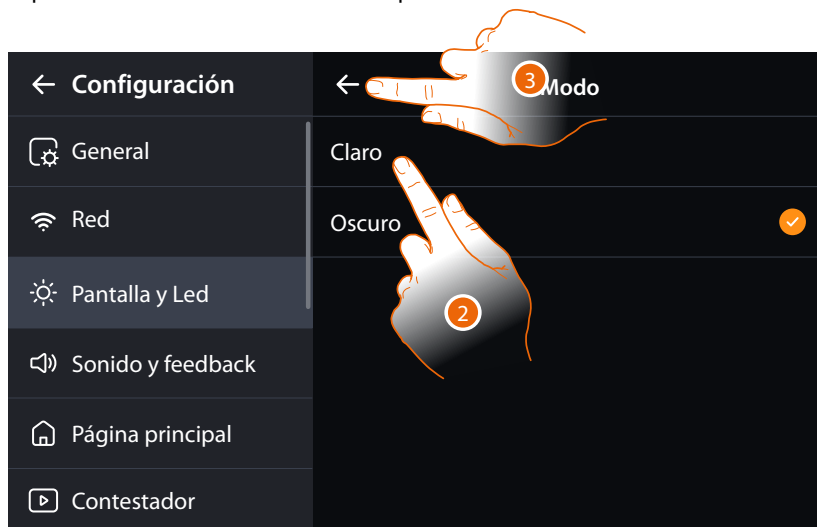 Configuración
Modo
3
General
Claro
Red
Oscuro
Pantalla y Led
2
Sonido y feedback
Página principal
Contestador